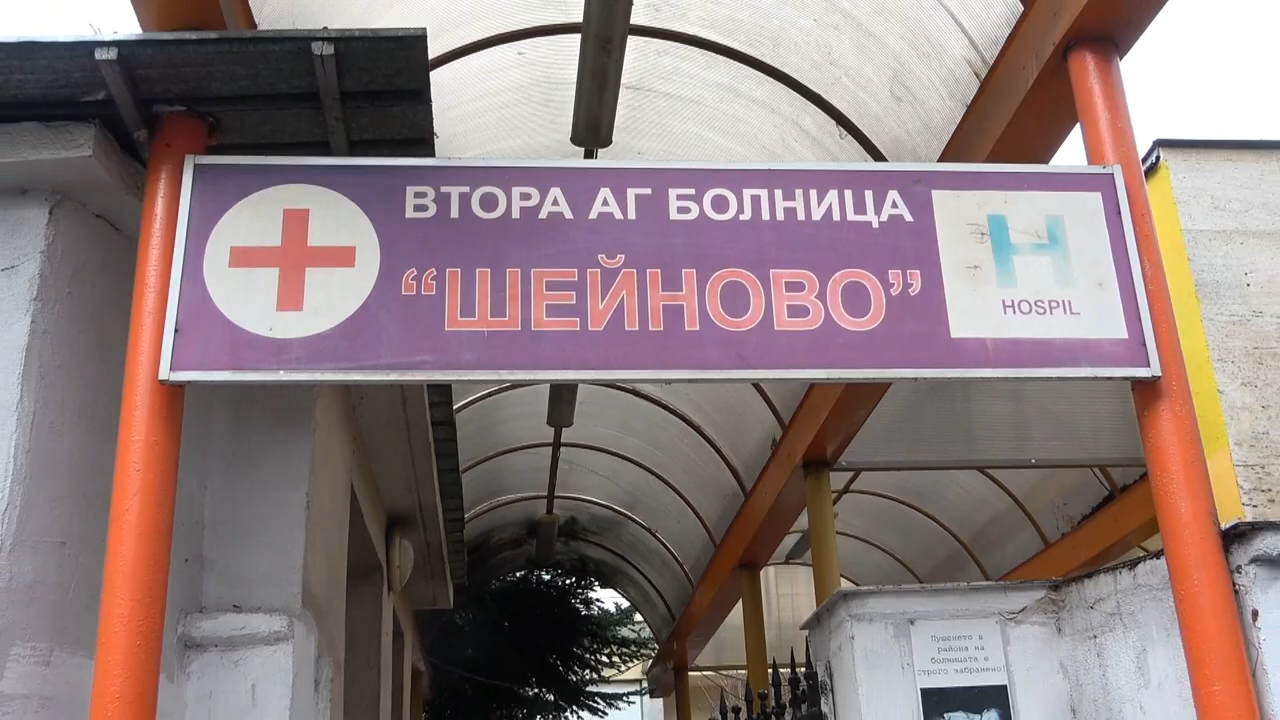 ВТОРА АГ БОЛНИЦА
“ШЕЙНОВО”
H
HOSPIL
Пушенето в
района на
болницата е
строго забранено!